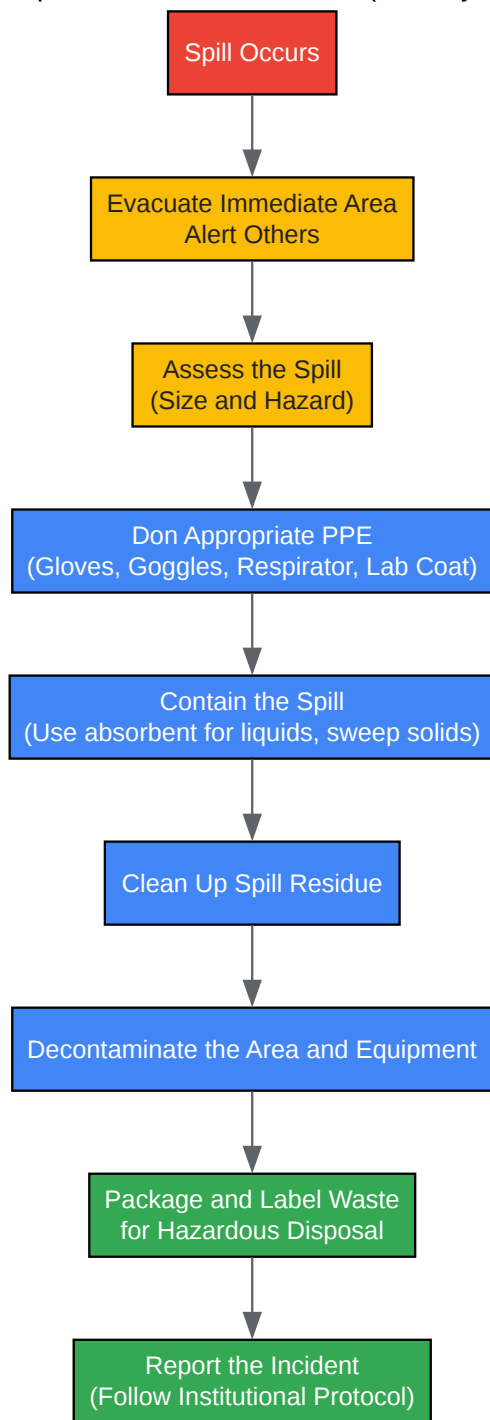 Spill Occurs
Evacuate Immediate Area
Alert Others
Assess the Spill
(Size and Hazard)
Don Appropriate PPE
(Gloves, Goggles, Respirator, Lab Coat)
Contain the Spill
(Use absorbent for liquids, sweep solids)
Clean Up Spill Residue
Decontaminate the Area and Equipment
Package and Label Waste
for Hazardous Disposal
Report the Incident
(Follow Institutional Protocol)